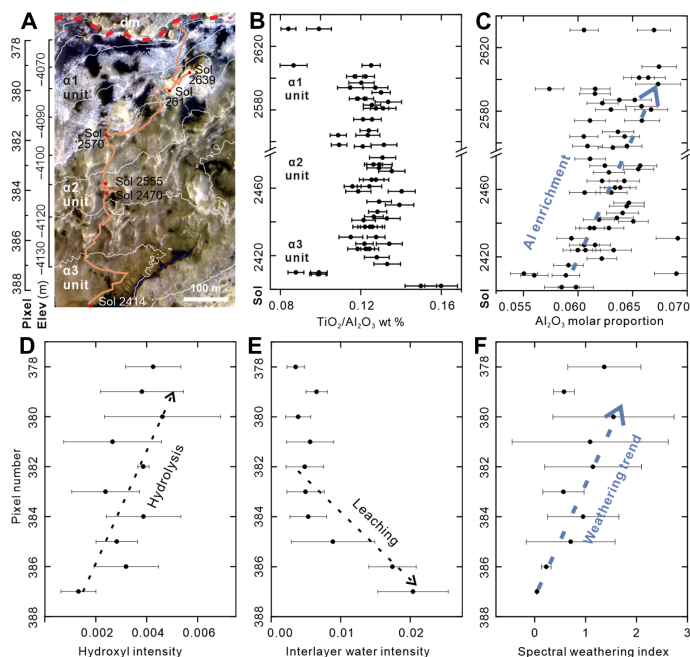 A
dm
378
380
382
384
386
388
Pixel
−4070
−4090
−4100
−4120
−4130
Elev (m)
α1
unit
Sol
2639
Sol
261
Sol
2570
α2
unit
Sol 2555
Sol 2470
α3
unit
Sol 2414
100 m
B
2620
2580
2460
2420
Sol
α1
unit
α2
unit
α3
unit
0.08
0.12
0.16
TiO₂/Al₂O₃ wt %
C
2620
2580
2460
2420
Sol
Al enrichment
0.055
0.060
0.065
0.070
Al₂O₃ molar proportion
D
Pixel number
378
380
382
384
386
388
Hydrolysis
0.002
0.004
0.006
Hydroxyl intensity
E
378
380
382
384
386
388
Leaching
0.00
0.01
0.02
Interlayer water intensity
F
378
380
382
384
386
388
Weathering trend
0
1
2
3
Spectral weathering index